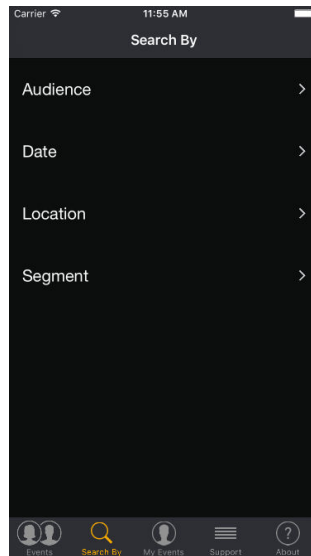 Carrier 11:55 AM
Search By
Audience
Date
Location
Segment
Events Search By My Events Support About
?